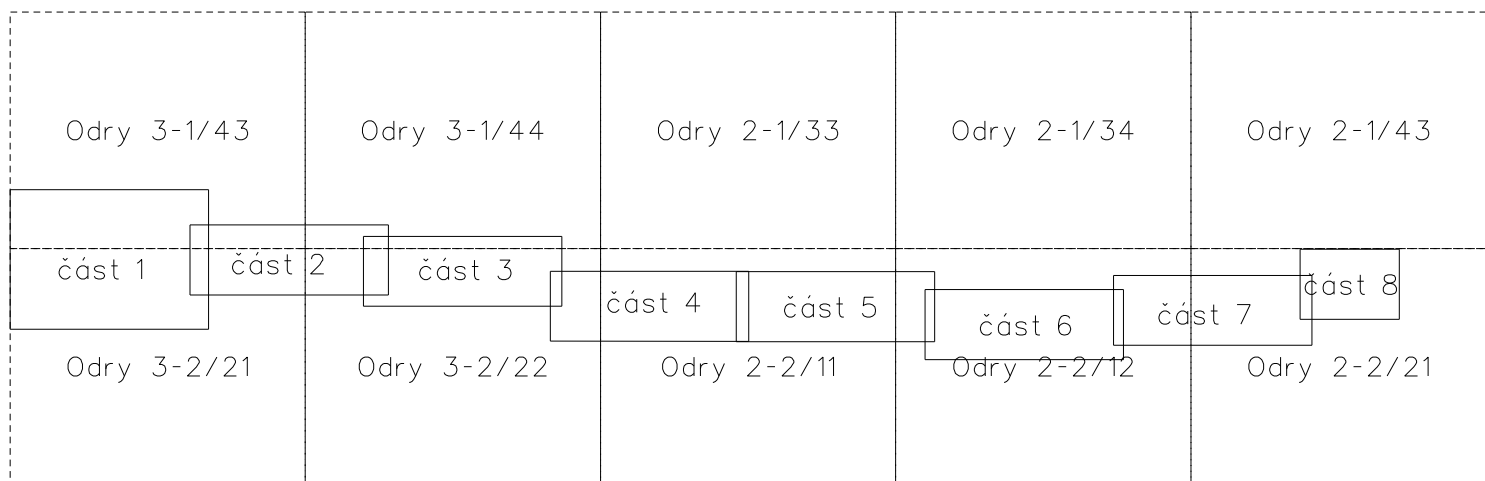 Odry 3-1/43
Odry 3-1/44
Odry 2-1/33
Odry 2-1/34
Odry 2-1/43
část 1
část 2
část 3
část 4
část 5
část 6
část 7
část 8
Odry 3-2/21
Odry 3-2/22
Odry 2-2/11
Odry 2-2/12
Odry 2-2/21